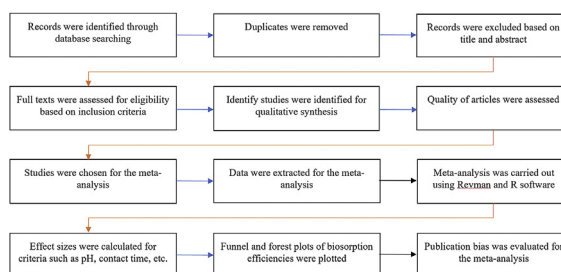 Records were identified through
database searching
Duplicates were removed
Records were excluded based on
title and abstract
Full texts were assessed for eligibility
based on inclusion criteria
Identify studies were identified for
qualitative synthesis
Quality of articles were assessed
Studies were chosen for the meta-
analysis
Data were extracted for the meta-
analysis
Meta-analysis was carried out
using Revman and R software
Effect sizes were calculated for
criteria such as pH, contact time, etc.
Funnel and forest plots of biosorption
efficiencies were plotted
Publication bias was evaluated for
the meta-analysis